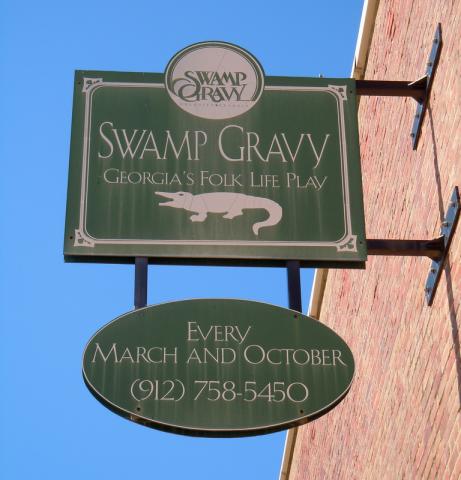 SWAMP
GRAVY
SWAMP GRAVY
GEORGIA'S FOLK LIFE PLAY
EVERY
MARCH AND OCTOBER
(912) 758-5450